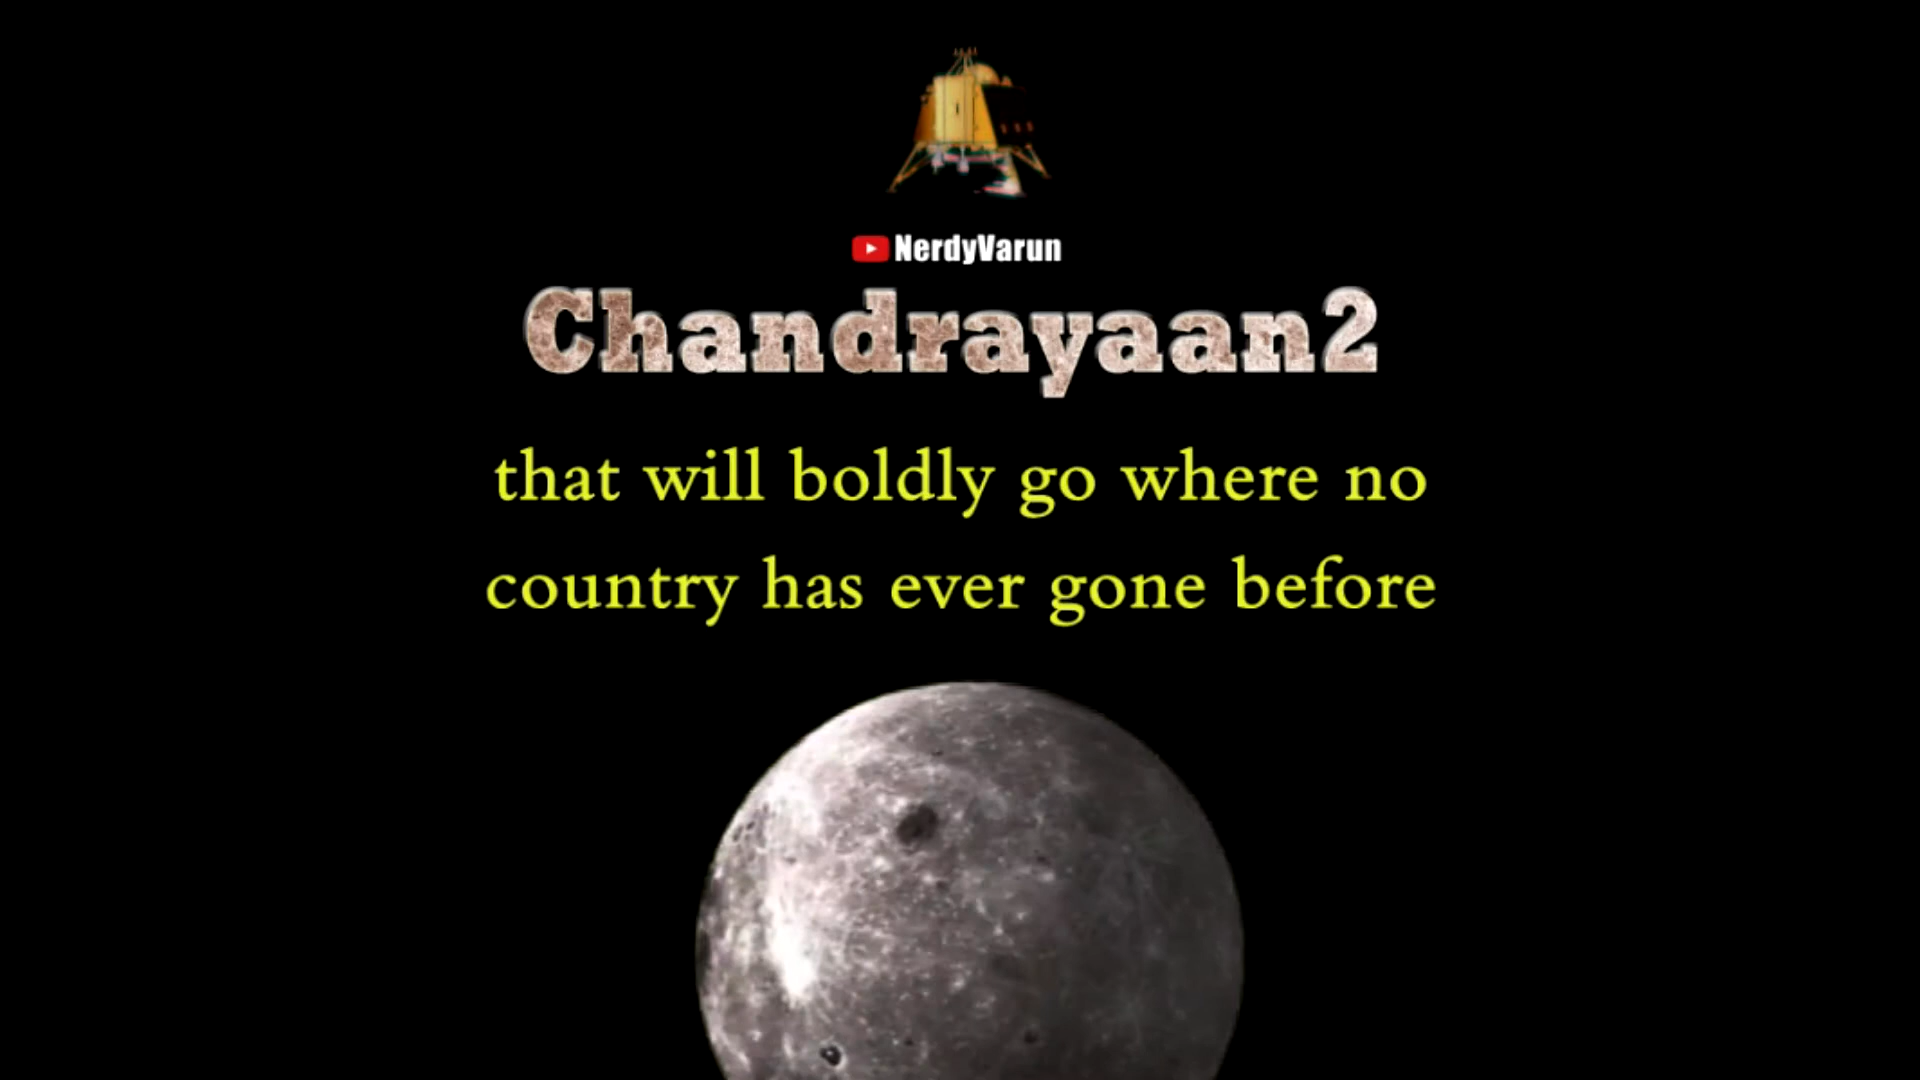 NerdyVarun
Chandrayaan2
that will boldly go where no
country has ever gone before